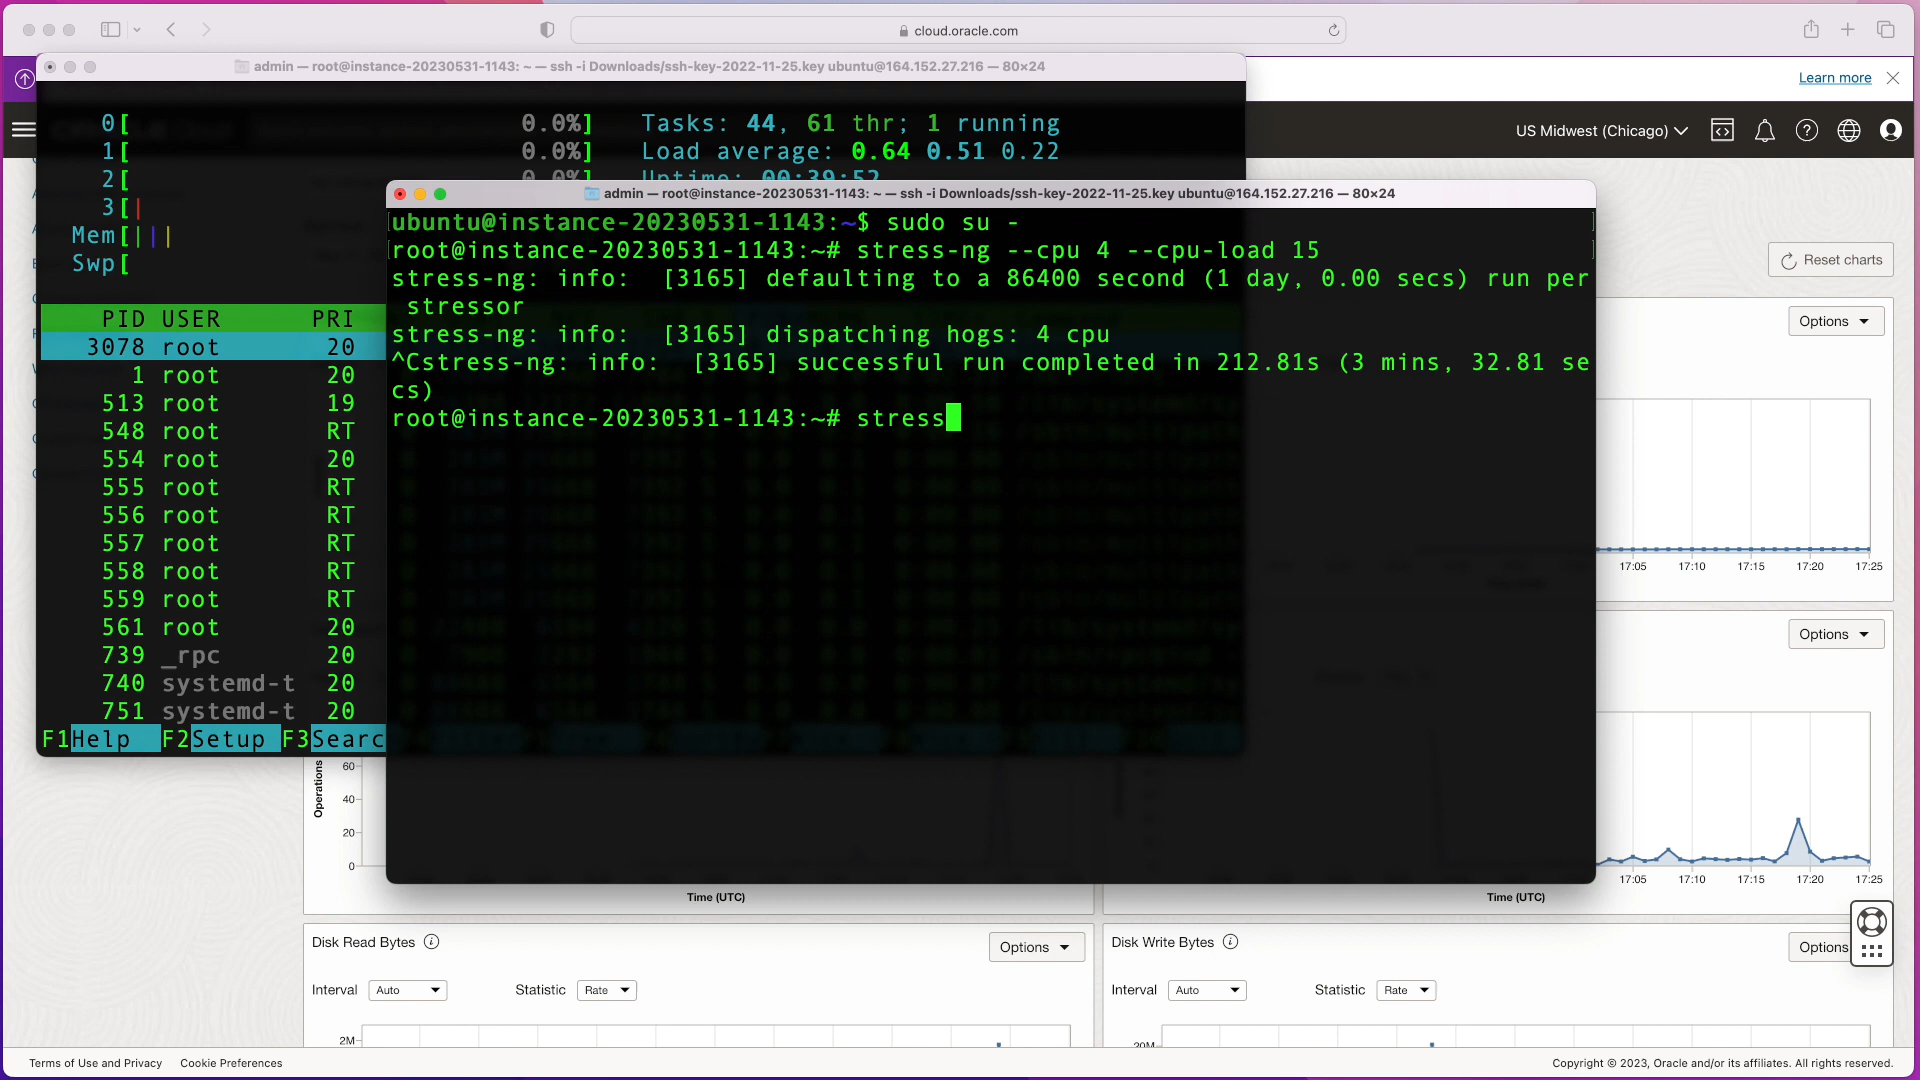 cloud.oracle.com
admin — root@instance-20230531-1143: ~ — ssh -i Downloads/ssh-key-2022-11-25.key ubuntu@164.152.27.216 — 80×24
Learn more
US Midwest (Chicago)
0[ 0.0%] Tasks: 44, 61 thr; 1 running
1[ 0.0%] Load average: 0.64 0.51 0.22
2[ 0.0%] Uptime: 00:39:52
3[|
Mem[|||
Swp[
PID USER PRI
3078 root 20
1 root 20
513 root 19
548 root RT
554 root 20
555 root RT
556 root RT
557 root RT
558 root RT
559 root RT
561 root 20
739 _rpc 20
740 systemd-t 20
751 systemd-t 20
F1Help F2Setup F3Searc
admin — root@instance-20230531-1143: ~ — ssh -i Downloads/ssh-key-2022-11-25.key ubuntu@164.152.27.216 — 80×24
ubuntu@instance-20230531-1143:~$ sudo su -
root@instance-20230531-1143:~# stress-ng --cpu 4 --cpu-load 15
stress-ng: info:  [3165] defaulting to a 86400 second (1 day, 0.00 secs) run per
 stressor
stress-ng: info:  [3165] dispatching hogs: 4 cpu
^Cstress-ng: info:  [3165] successful run completed in 212.81s (3 mins, 32.81 se
cs)
root@instance-20230531-1143:~# stress
Reset charts
Options
17:05 17:10 17:15 17:20 17:25
Options
Operations
60
40
20
0
17:05 17:10 17:15 17:20 17:25
Time (UTC)
Time (UTC)
Disk Read Bytes
Options
Interval Auto Statistic Rate
2M
Disk Write Bytes
Options
Interval Auto Statistic Rate
20M
Terms of Use and Privacy Cookie Preferences
Copyright © 2023, Oracle and/or its affiliates. All rights reserved.